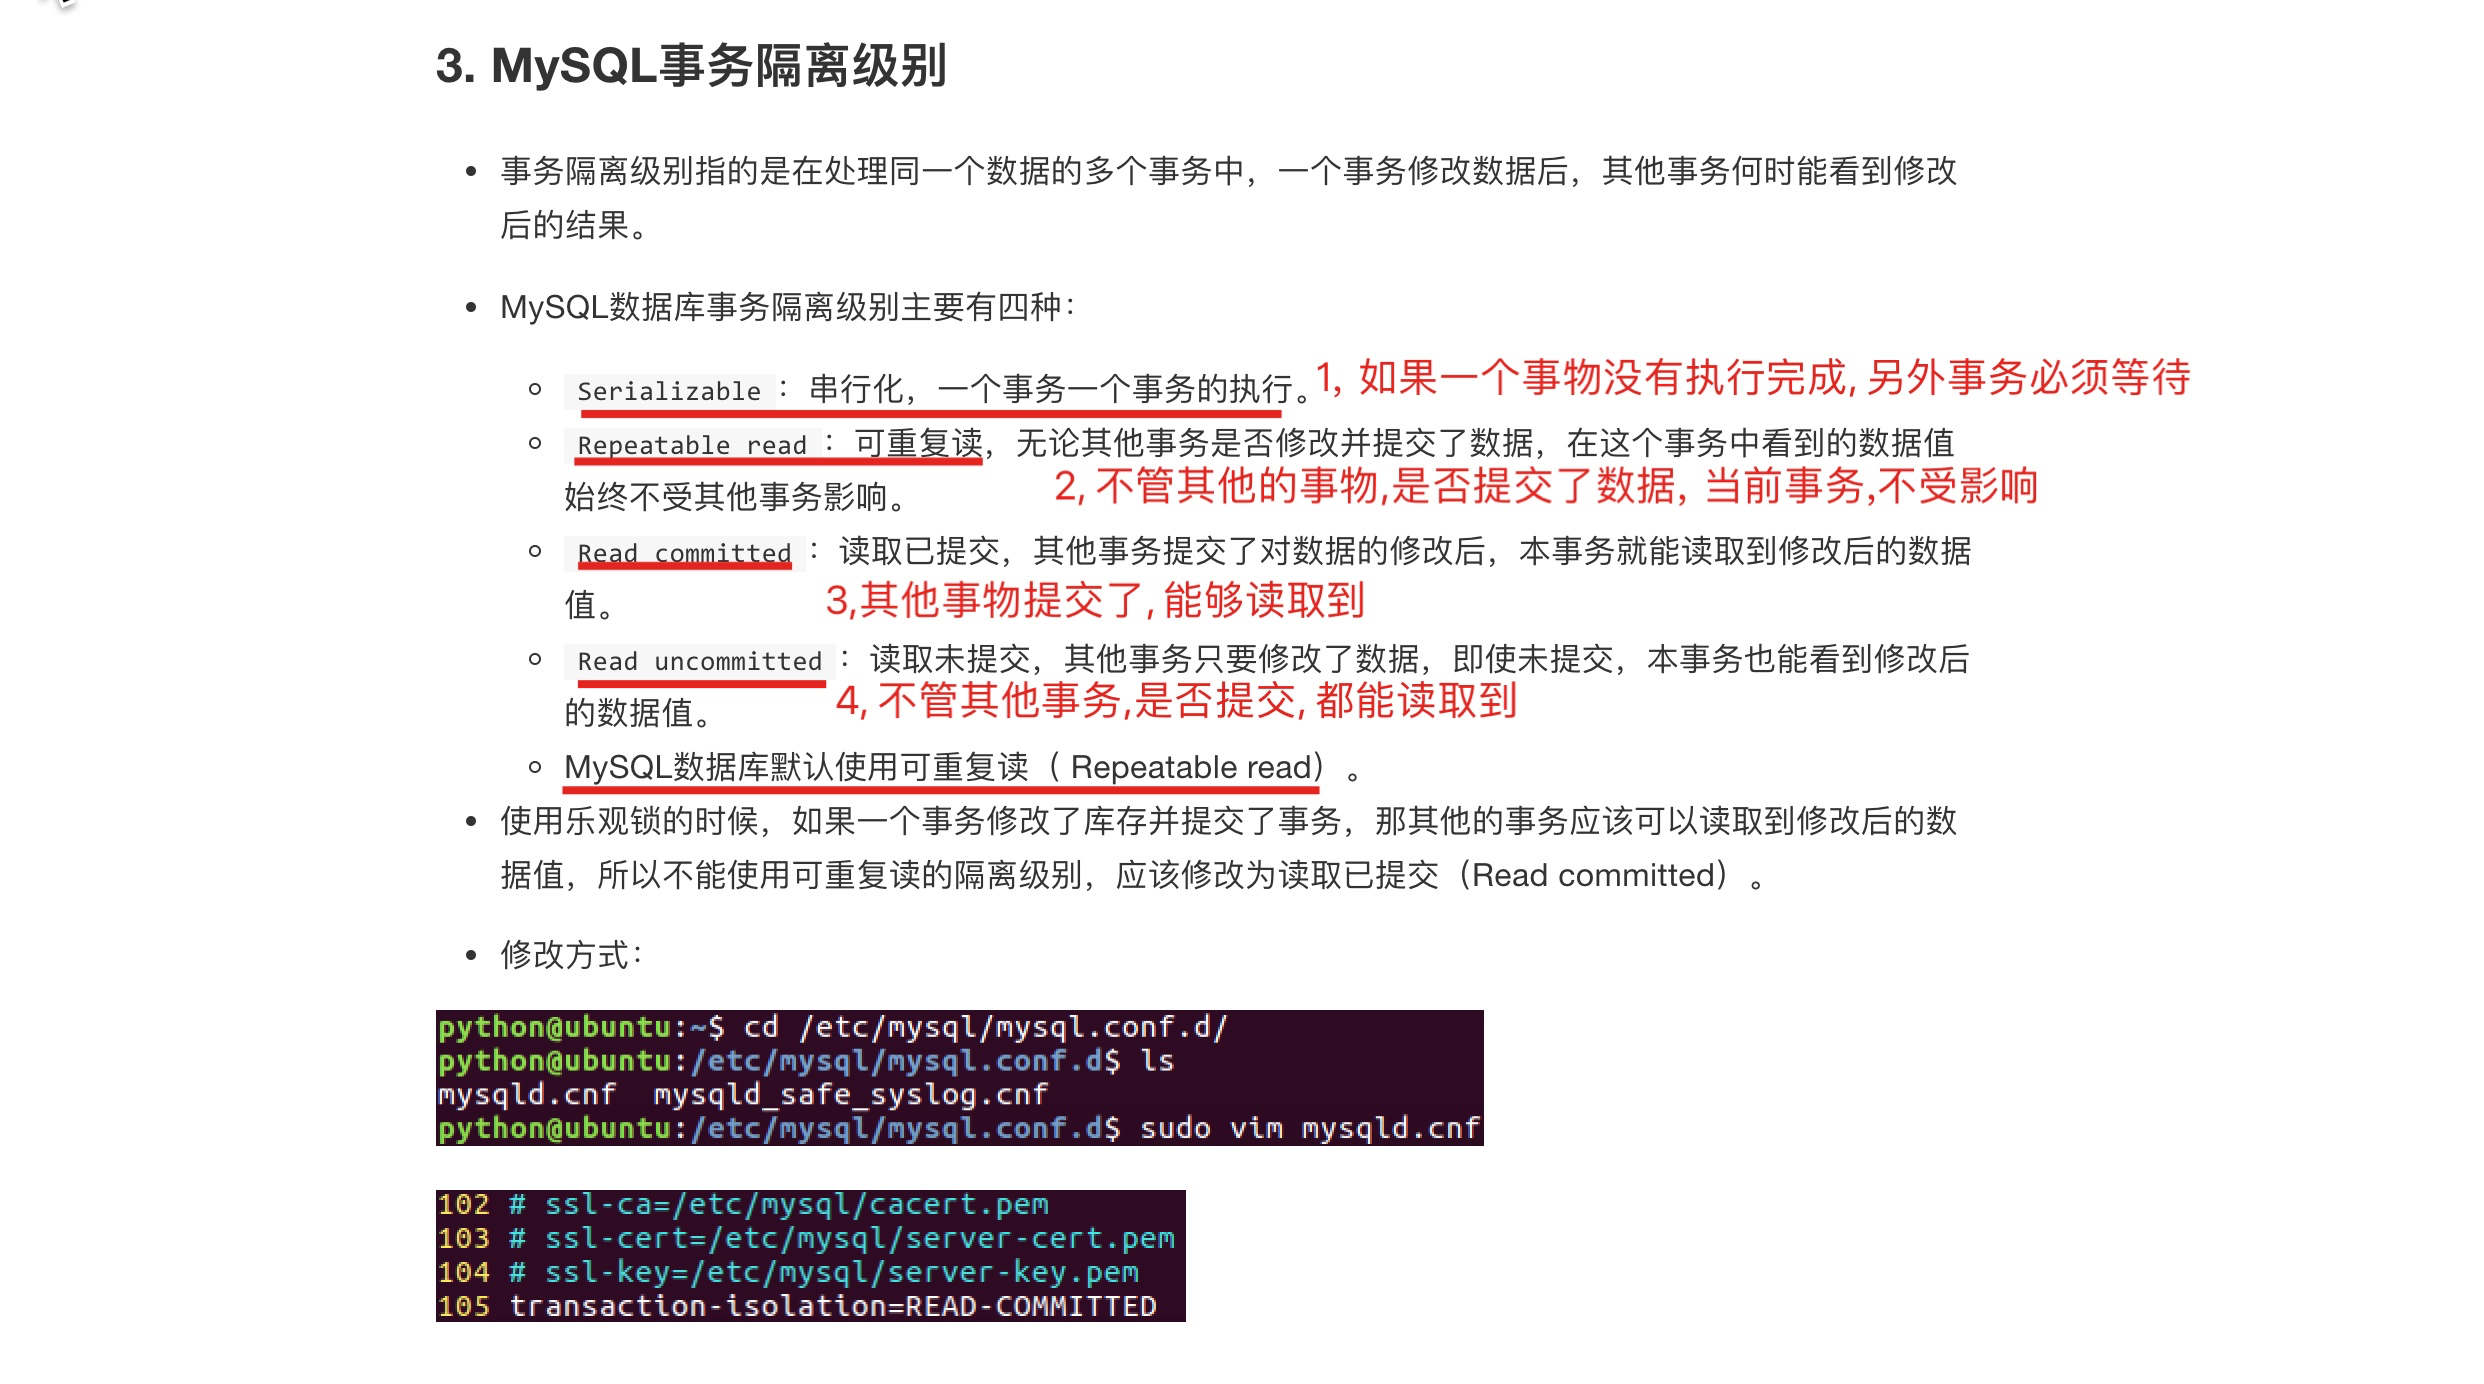 3. MySQL事务隔离级别
事务隔离级别指的是在处理同一个数据的多个事务中，一个事务修改数据后，其他事务何时能看到修改
后的结果。
MySQL数据库事务隔离级别主要有四种：
Serializable：串行化，一个事务一个事务的执行。1, 如果一个事物没有执行完成, 另外事务必须等待
Repeatable read：可重复读，无论其他事务是否修改并提交了数据，在这个事务中看到的数据值
始终不受其他事务影响。 2, 不管其他的事物,是否提交了数据, 当前事务,不受影响
Read committed：读取已提交，其他事务提交了对数据的修改后，本事务就能读取到修改后的数据
值。 3,其他事物提交了, 能够读取到
Read uncommitted：读取未提交，其他事务只要修改了数据，即使未提交，本事务也能看到修改后
的数据值。 4, 不管其他事务,是否提交, 都能读取到
MySQL数据库默认使用可重复读（ Repeatable read）。
使用乐观锁的时候，如果一个事务修改了库存并提交了事务，那其他的事务应该可以读取到修改后的数
据值，所以不能使用可重复读的隔离级别，应该修改为读取已提交（Read committed）。
修改方式：
python@ubuntu:~$ cd /etc/mysql/mysql.conf.d/
python@ubuntu:/etc/mysql/mysql.conf.d$ ls
mysqld.cnf  mysqld_safe_syslog.cnf
python@ubuntu:/etc/mysql/mysql.conf.d$ sudo vim mysqld.cnf
102 # ssl-ca=/etc/mysql/cacert.pem
103 # ssl-cert=/etc/mysql/server-cert.pem
104 # ssl-key=/etc/mysql/server-key.pem
105 transaction-isolation=READ-COMMITTED